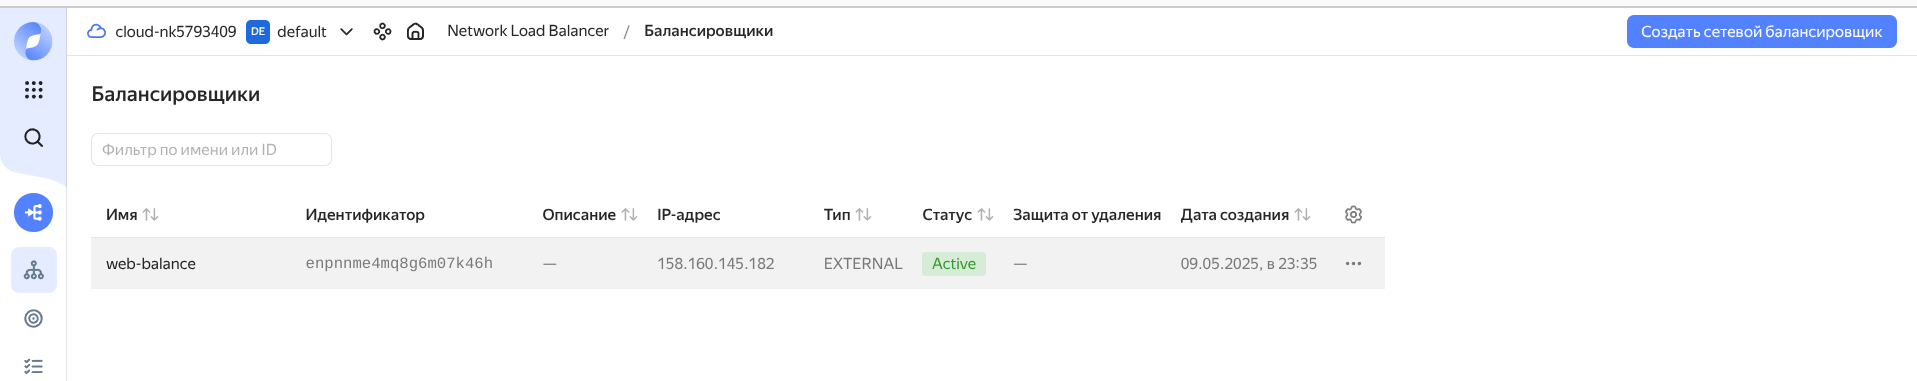 cloud-nk5793409 DE default Network Load Balancer / Балансировщики Создать сетевой балансировщик
Балансировщики
Фильтр по имени или ID
Имя Идентификатор Описание IP-адрес Тип Статус Защита от удаления Дата создания
web-balance enpnnme4mq8g6m07k46h — 158.160.145.182 EXTERNAL Active — 09.05.2025, в 23:35